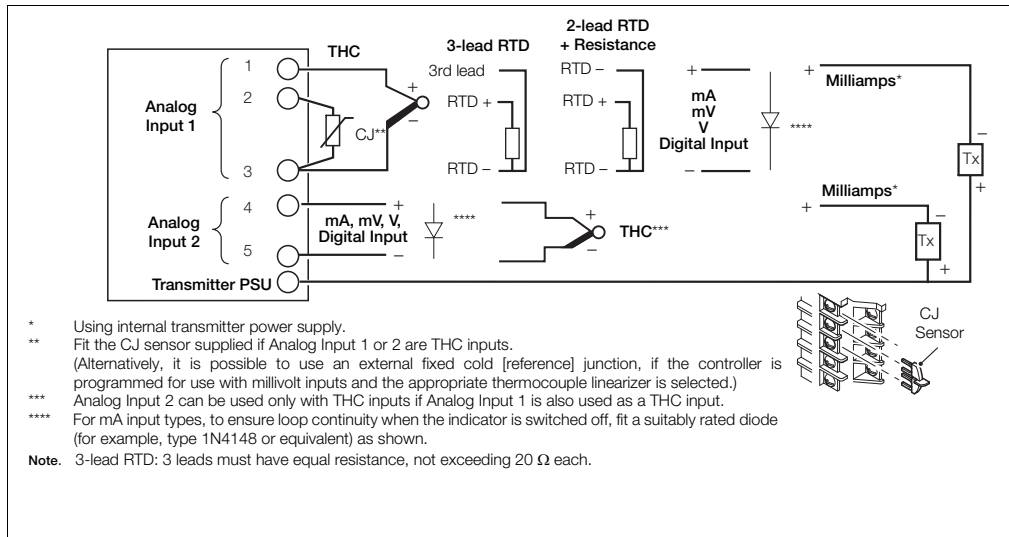 THC
3-lead RTD
2-lead RTD
+ Resistance
Analog
Input 1
1
2
3
CJ**
+
–
3rd lead
RTD +
RTD –
RTD –
RTD +
RTD –
+
mA
mV
V
Digital Input
–
****
+
Milliamps*
–
Tx
+
Analog
Input 2
4
5
+
mA, mV, V,
Digital Input
–
****
+
–
THC***
+
Milliamps*
–
Tx
+
Transmitter PSU
CJ
Sensor
* Using internal transmitter power supply.
** Fit the CJ sensor supplied if Analog Input 1 or 2 are THC inputs.
(Alternatively, it is possible to use an external fixed cold [reference] junction, if the controller is
programmed for use with millivolt inputs and the appropriate thermocouple linearizer is selected.)
*** Analog Input 2 can be used only with THC inputs if Analog Input 1 is also used as a THC input.
**** For mA input types, to ensure loop continuity when the indicator is switched off, fit a suitably rated diode
(for example, type 1N4148 or equivalent) as shown.
Note. 3-lead RTD: 3 leads must have equal resistance, not exceeding 20 Ω each.